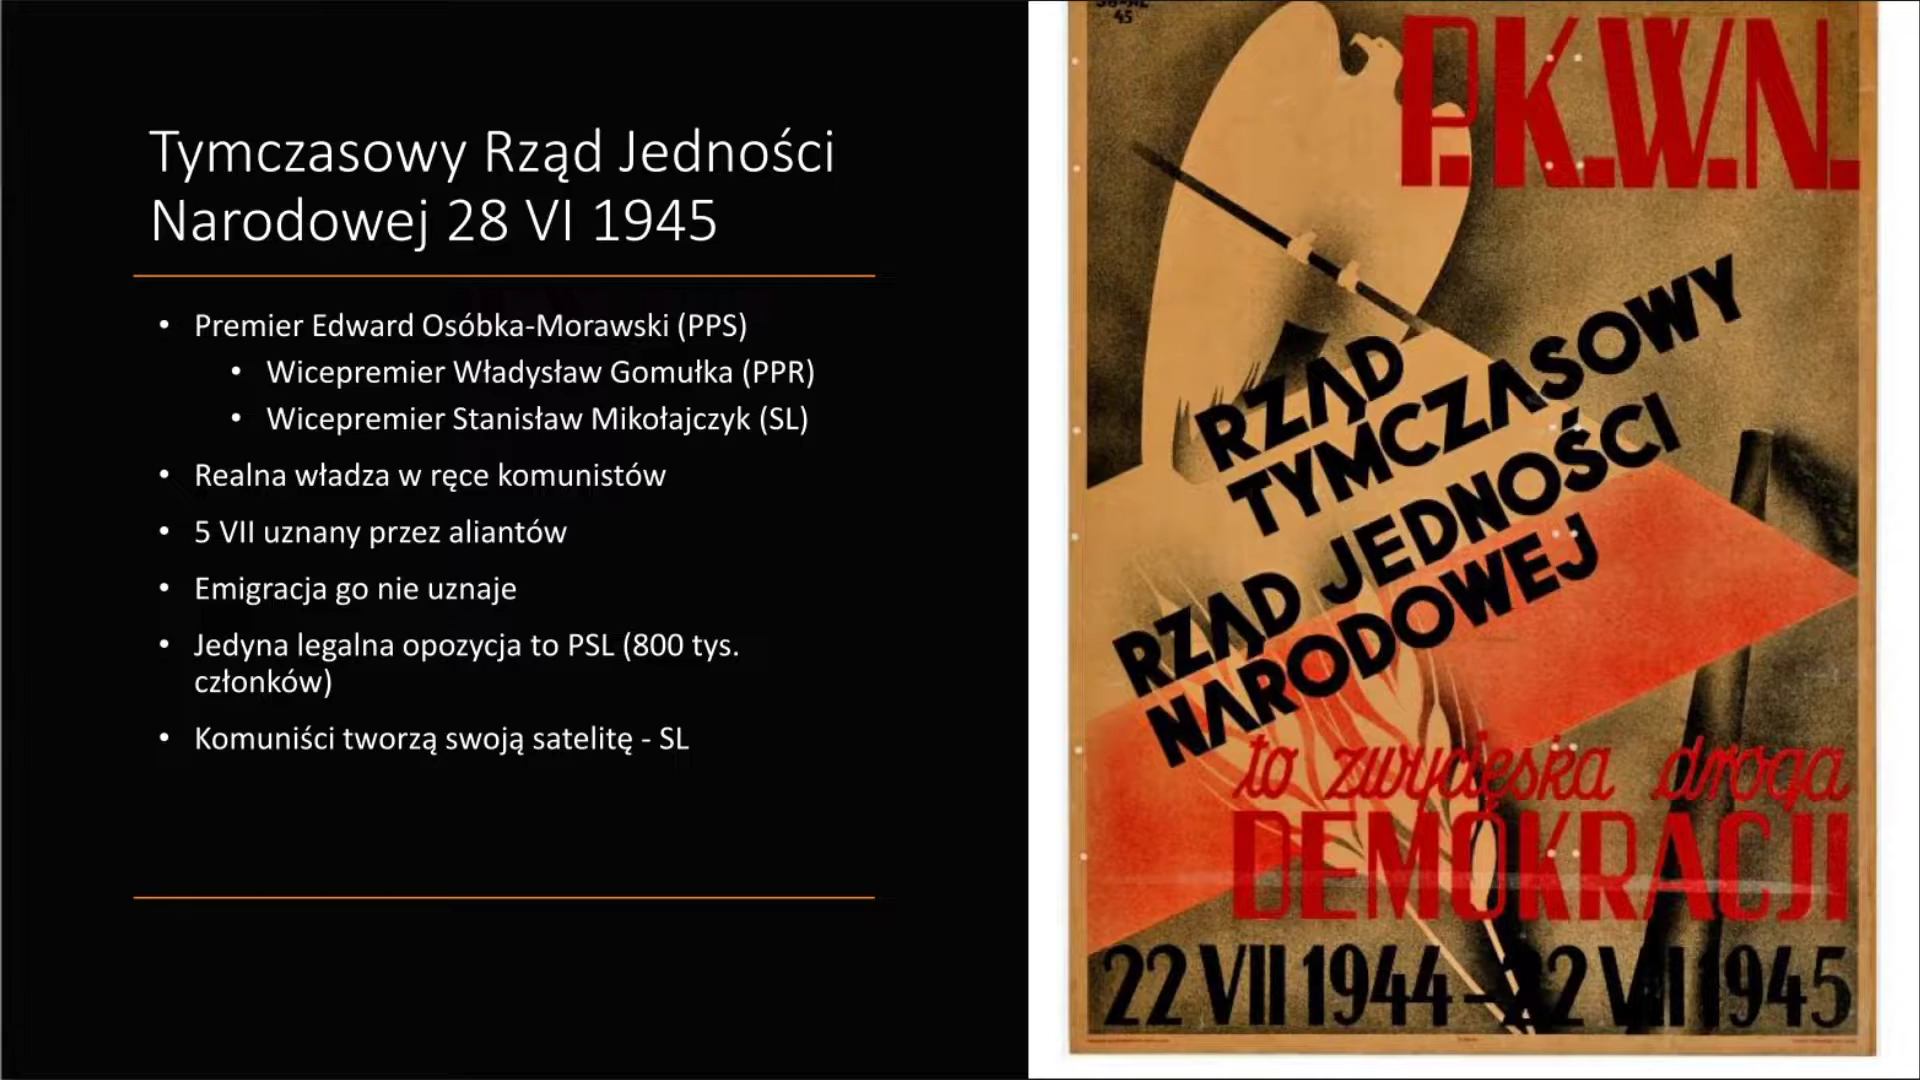 Tymczasowy Rząd Jedności
Narodowej 28 VI 1945
• Premier Edward Osóbka-Morawski (PPS)
• Wicepremier Władysław Gomułka (PPR)
• Wicepremier Stanisław Mikołajczyk (SL)
• Realna władza w ręce komunistów
• 5 VII uznany przez aliantów
• Emigracja go nie uznaje
• Jedyna legalna opozycja to PSL (800 tys.
członków)
• Komuniści tworzą swoją satelitę - SL
45
P.K.W.N.
RZĄD
TYMCZASOWY
RZĄD JEDNOŚCI
NARODOWEJ
to zwycięska droga
DEMOKRACJI
22 VII 1944 - 22 VII 1945